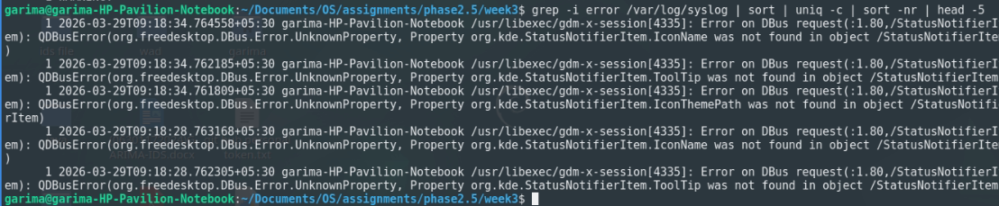 garima@garima-HP-Pavilion-Notebook:~/Documents/OS/assignments/phase2.5/week3$ grep -i error /var/log/syslog | sort | uniq -c | sort -nr | head -5
1 2026-03-29T09:18:34.764558+05:30 garima-HP-Pavilion-Notebook /usr/libexec/gdm-x-session[4335]: Error on DBus request(:1.80,/StatusNotifierIt
em): QDBusError(org.freedesktop.DBus.Error.UnknownProperty, Property org.kde.StatusNotifierItem.IconName was not found in object /StatusNotifierItem
)
1 2026-03-29T09:18:34.762185+05:30 garima-HP-Pavilion-Notebook /usr/libexec/gdm-x-session[4335]: Error on DBus request(:1.80,/StatusNotifierIt
em): QDBusError(org.freedesktop.DBus.Error.UnknownProperty, Property org.kde.StatusNotifierItem.ToolTip was not found in object /StatusNotifierItem)
1 2026-03-29T09:18:34.761809+05:30 garima-HP-Pavilion-Notebook /usr/libexec/gdm-x-session[4335]: Error on DBus request(:1.80,/StatusNotifierIt
em): QDBusError(org.freedesktop.DBus.Error.UnknownProperty, Property org.kde.StatusNotifierItem.IconThemePath was not found in object /StatusNotifie
rItem)
1 2026-03-29T09:18:28.763168+05:30 garima-HP-Pavilion-Notebook /usr/libexec/gdm-x-session[4335]: Error on DBus request(:1.80,/StatusNotifierIt
em): QDBusError(org.freedesktop.DBus.Error.UnknownProperty, Property org.kde.StatusNotifierItem.IconName was not found in object /StatusNotifierItem
)
ARIMA-IDS.docx token.txt
1 2026-03-29T09:18:28.762305+05:30 garima-HP-Pavilion-Notebook /usr/libexec/gdm-x-session[4335]: Error on DBus request(:1.80,/StatusNotifierIt
em): QDBusError(org.freedesktop.DBus.Error.UnknownProperty, Property org.kde.StatusNotifierItem.ToolTip was not found in object /StatusNotifierItem)
garima@garima-HP-Pavilion-Notebook:~/Documents/OS/assignments/phase2.5/week3$